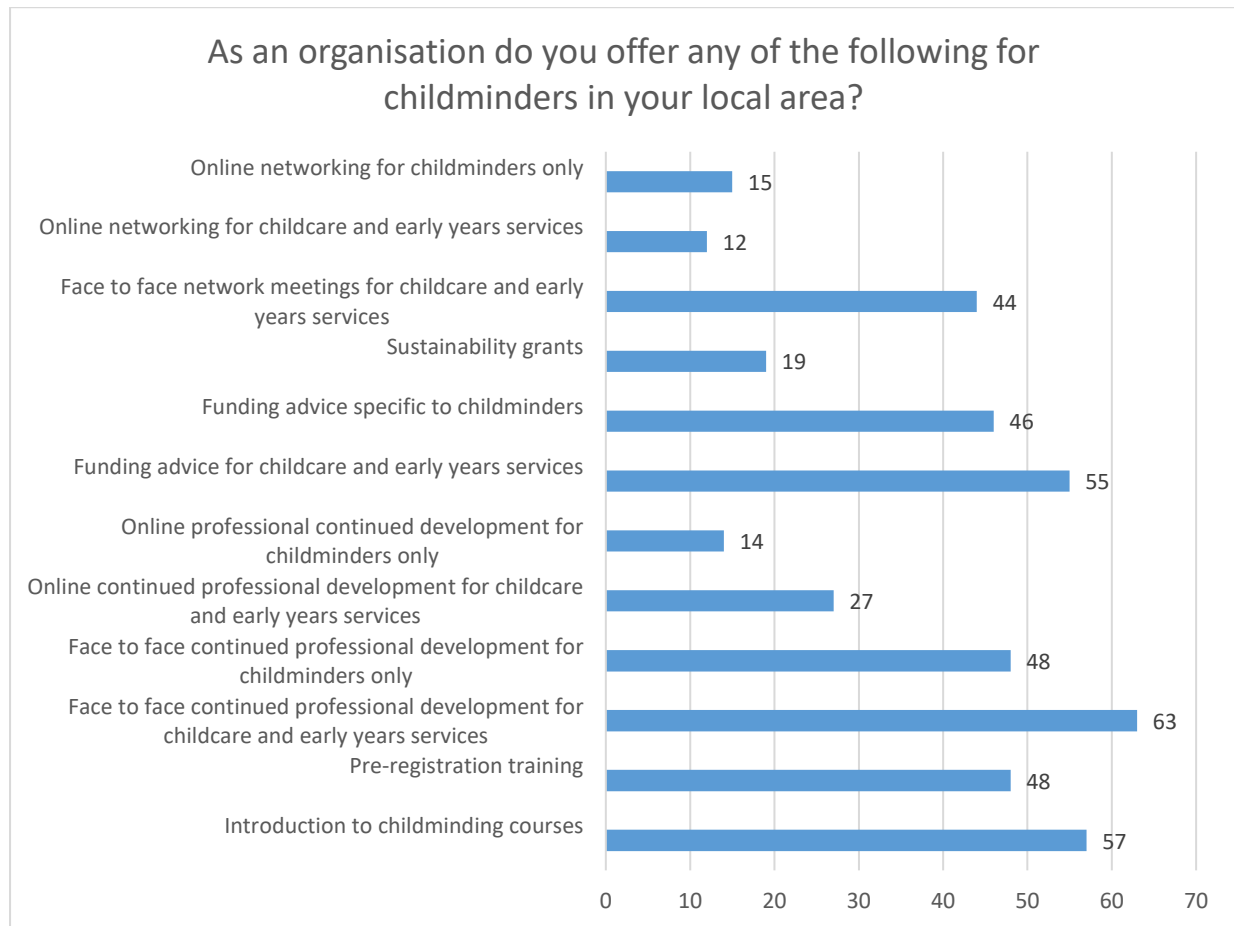 As an organisation do you offer any of the following for
childminders in your local area?
Online networking for childminders only
15
Online networking for childcare and early years services
12
Face to face network meetings for childcare and early
years services
44
Sustainability grants
19
Funding advice specific to childminders
46
Funding advice for childcare and early years services
55
Online professional continued development for
childminders only
14
Online continued professional development for childcare
and early years services
27
Face to face continued professional development for
childminders only
48
Face to face continued professional development for
childcare and early years services
63
Pre-registration training
48
Introduction to childminding courses
57
0 10 20 30 40 50 60 70